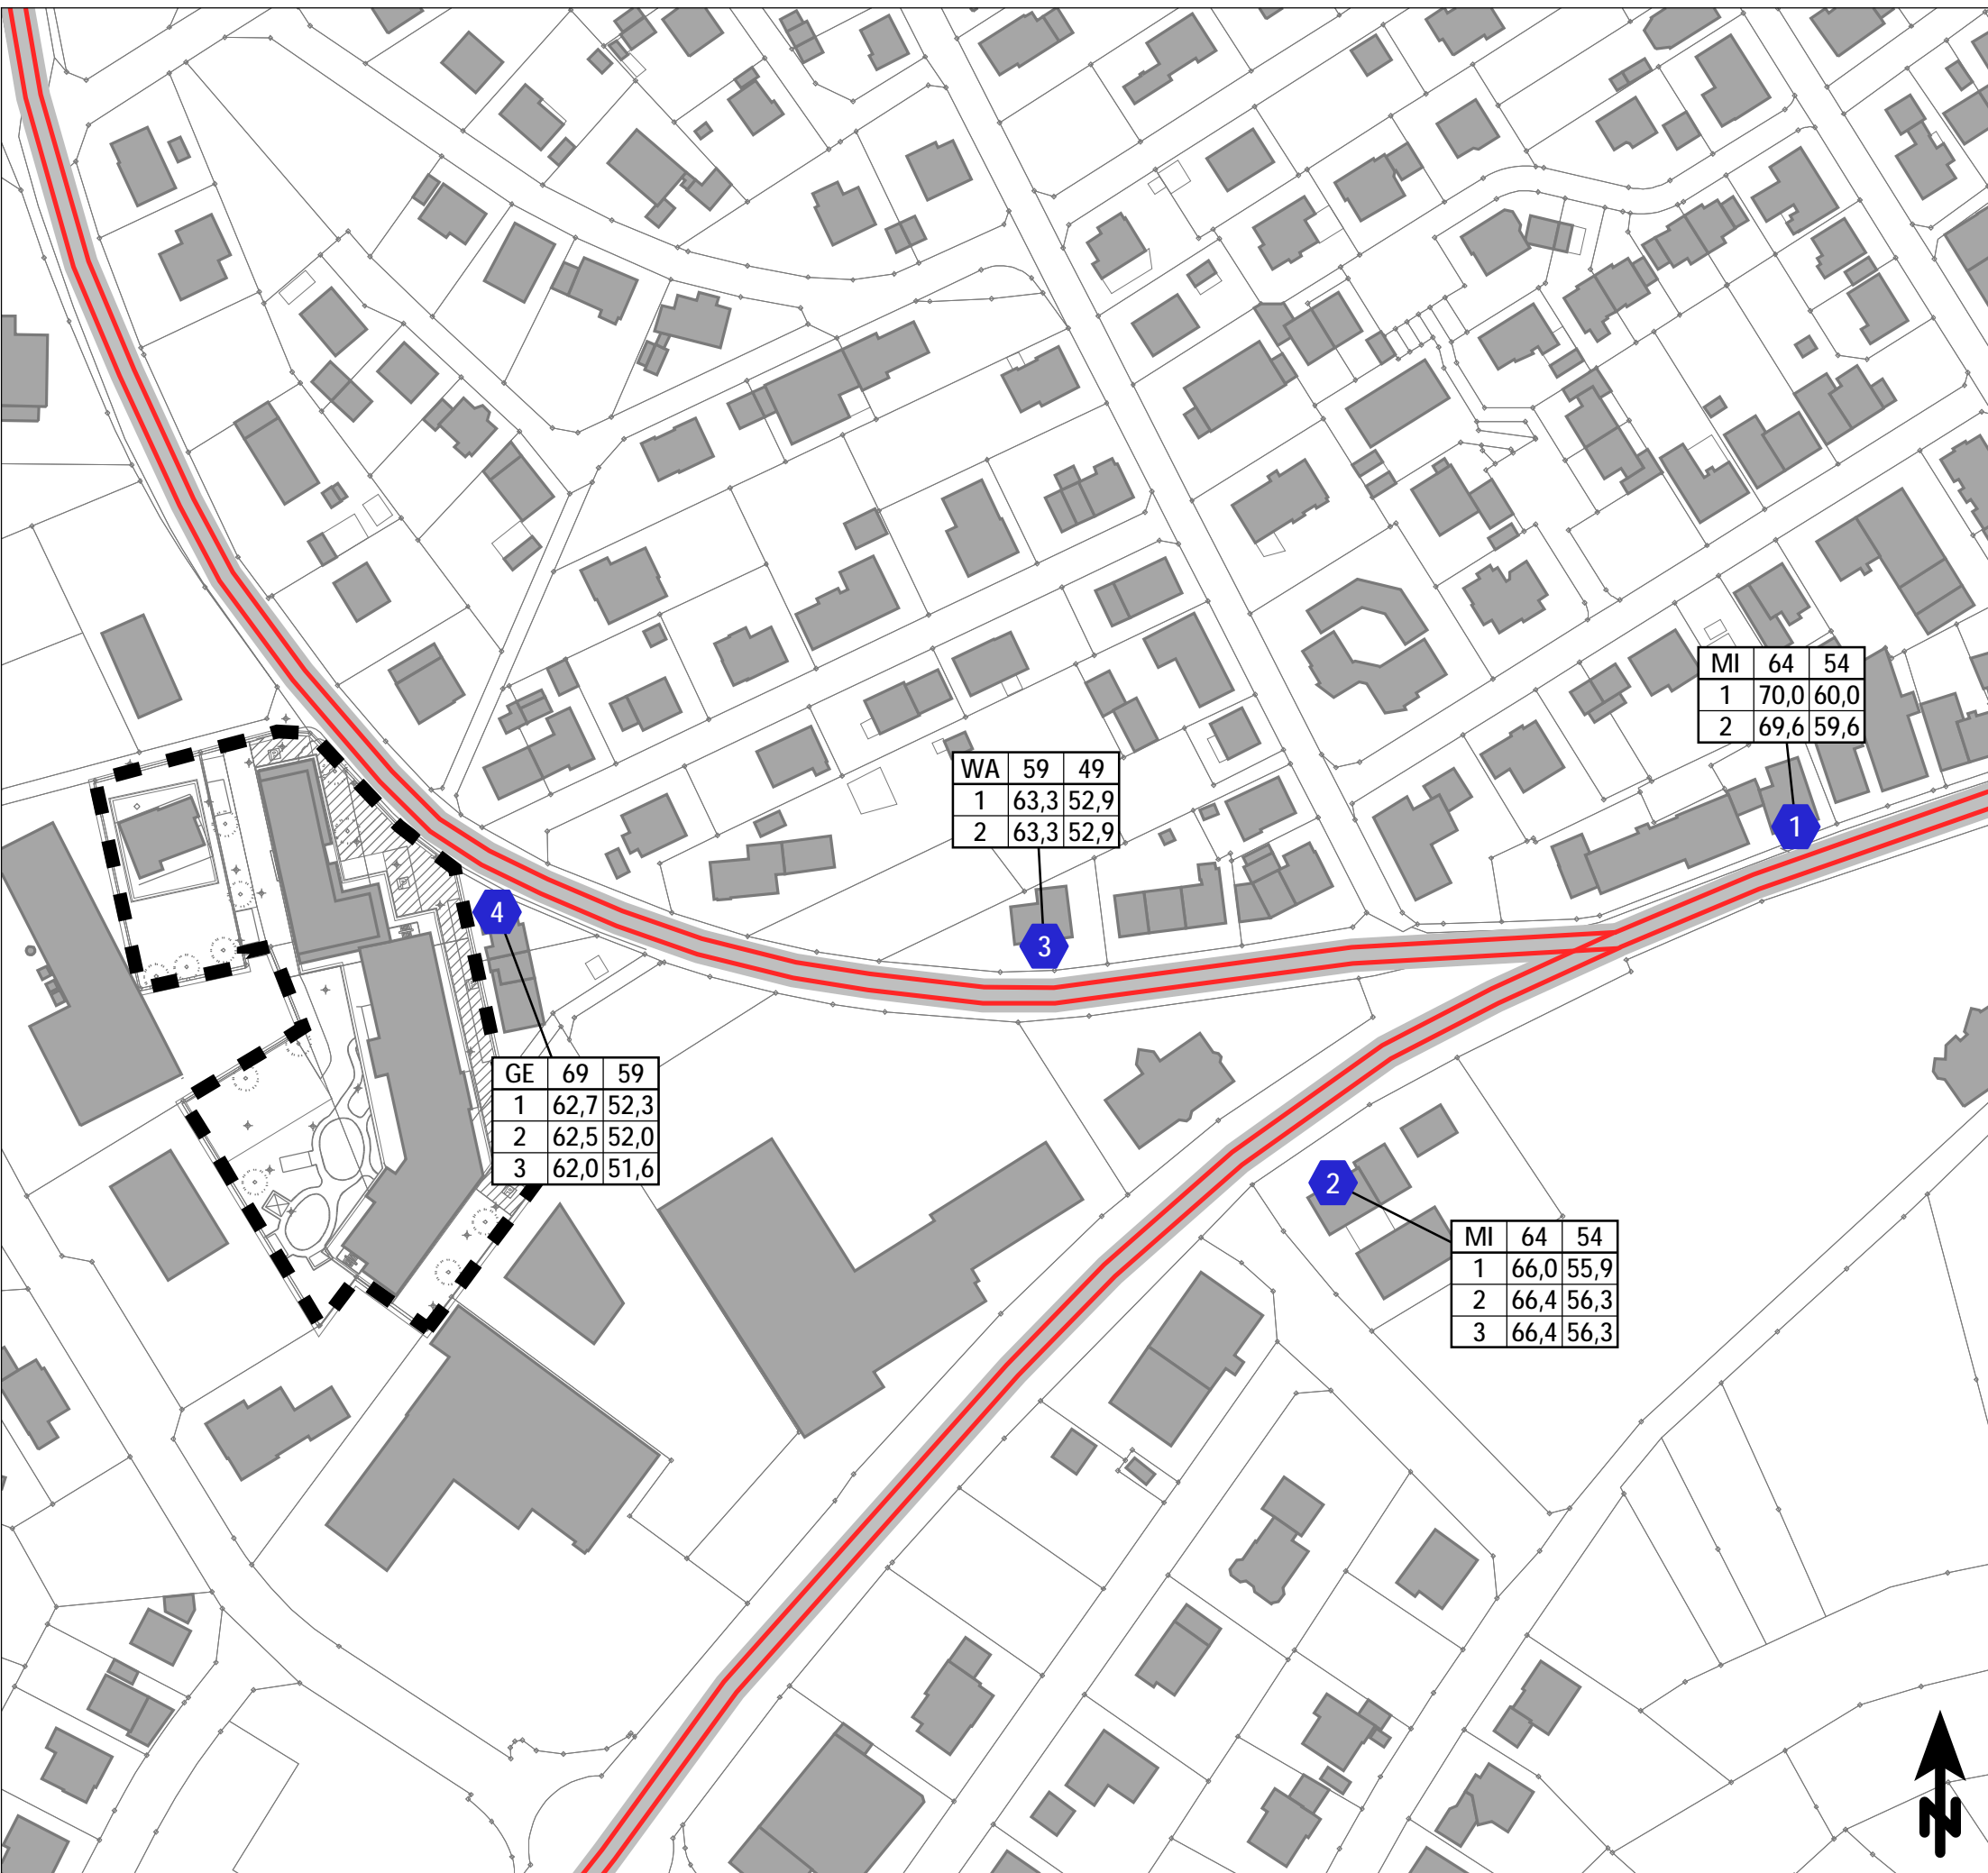 MI 64 54
1 70,0 60,0
2 69,6 59,6
1
WA 59 49
1 63,3 52,9
2 63,3 52,9
3
4
GE 69 59
1 62,7 52,3
2 62,5 52,0
3 62,0 51,6
2
MI 64 54
1 66,0 55,9
2 66,4 56,3
3 66,4 56,3
N